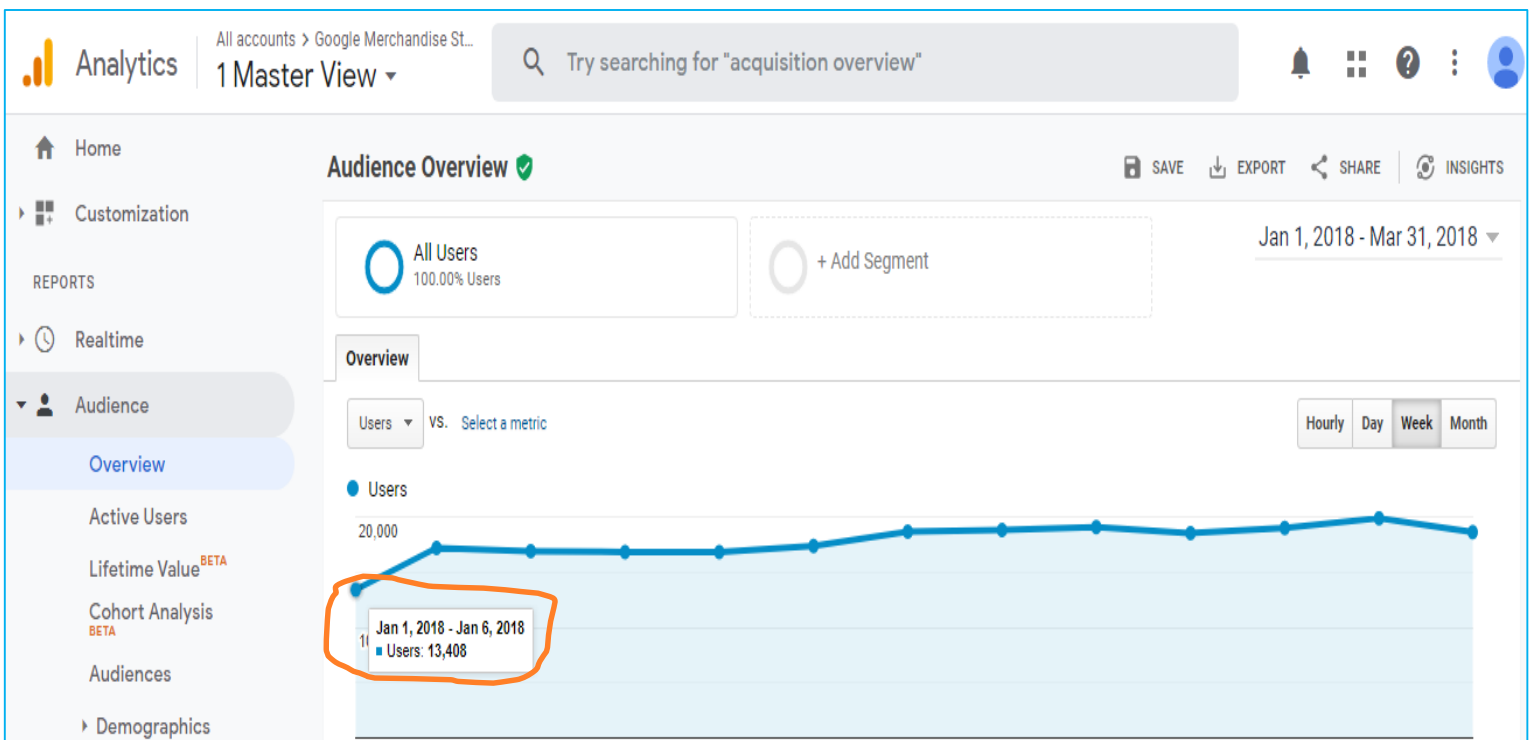 All accounts > Google Merchandise St...
Analytics
1 Master View
Try searching for "acquisition overview"
Home
Customization
REPORTS
Realtime
Audience
Overview
Active Users
Lifetime Value BETA
Cohort Analysis
BETA
Audiences
Demographics
Audience Overview
SAVE
EXPORT
SHARE
INSIGHTS
All Users
100.00% Users
+ Add Segment
Jan 1, 2018 - Mar 31, 2018
Overview
Users
VS.
Select a metric
Hourly
Day
Week
Month
Users
20,000
Jan 1, 2018 - Jan 6, 2018
Users: 13,408